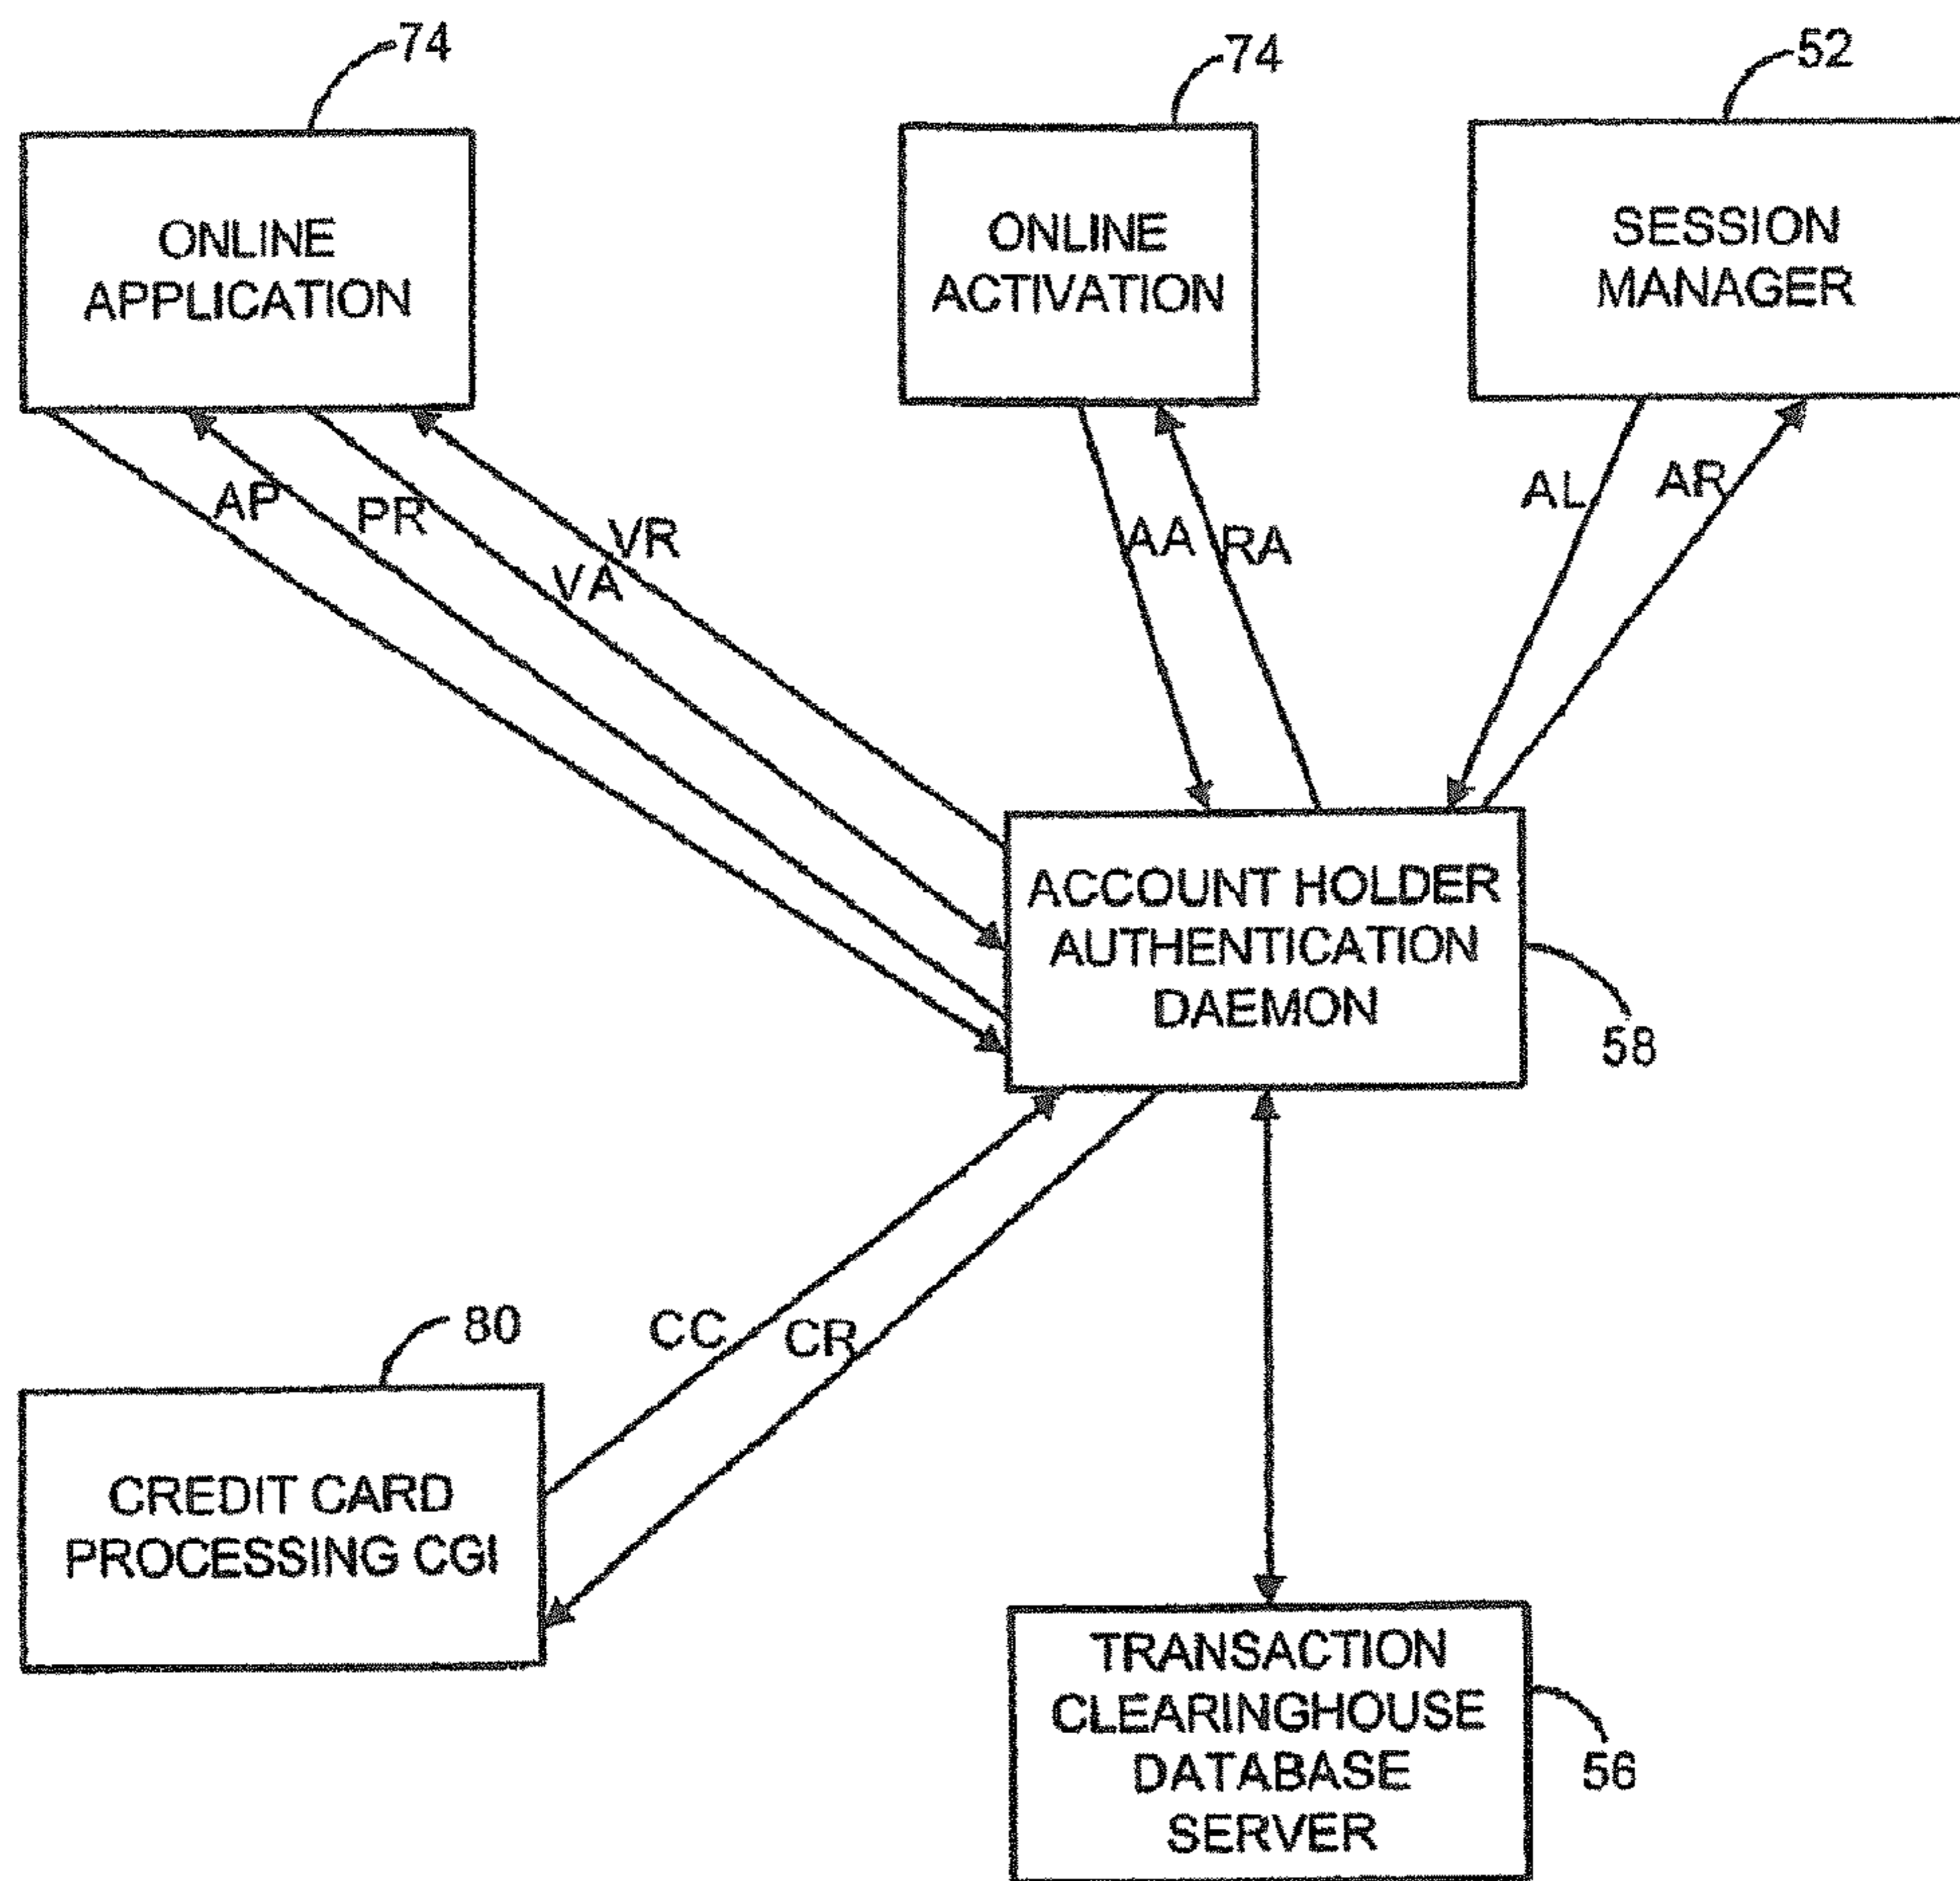 74
74
52
ONLINE
APPLICATION
ONLINE
ACTIVATION
SESSION
MANAGER
AP
PR
VA
VR
AA
RA
AL
AR
ACCOUNT HOLDER
AUTHENTICATION
DAEMON
58
CC
CR
80
CREDIT CARD
PROCESSING CGI
TRANSACTION
CLEARINGHOUSE
DATABASE
SERVER
56